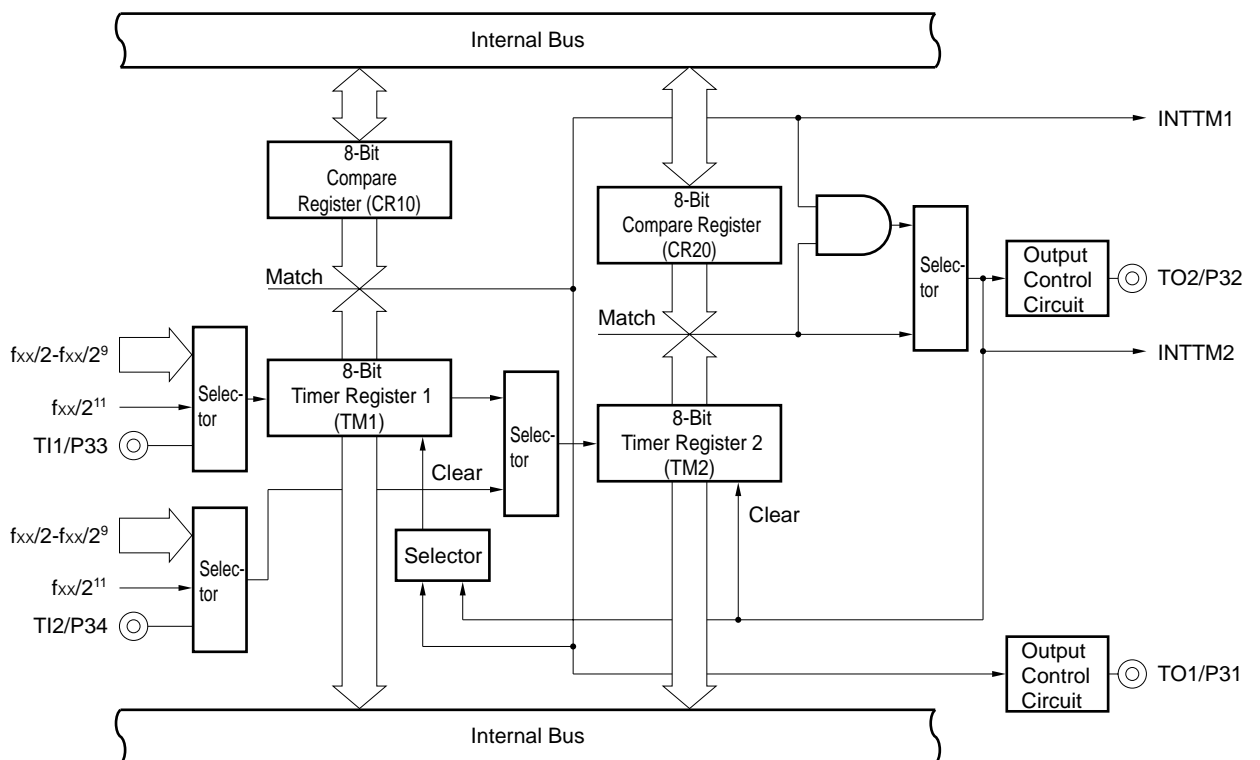 Internal Bus
INTTM1
8-Bit
Compare
Register (CR10)
8-Bit
Compare Register
(CR20)
Selec-
tor
Output
Control
Circuit
TO2/P32
Match
Match
INTTM2
fxx/2-fxx/2⁹
fxx/2¹¹
TI1/P33
Selec-
tor
8-Bit
Timer Register 1
(TM1)
Selec-
tor
8-Bit
Timer Register 2
(TM2)
Clear
Clear
fxx/2-fxx/2⁹
fxx/2¹¹
TI2/P34
Selec-
tor
Selector
Output
Control
Circuit
TO1/P31
Internal Bus